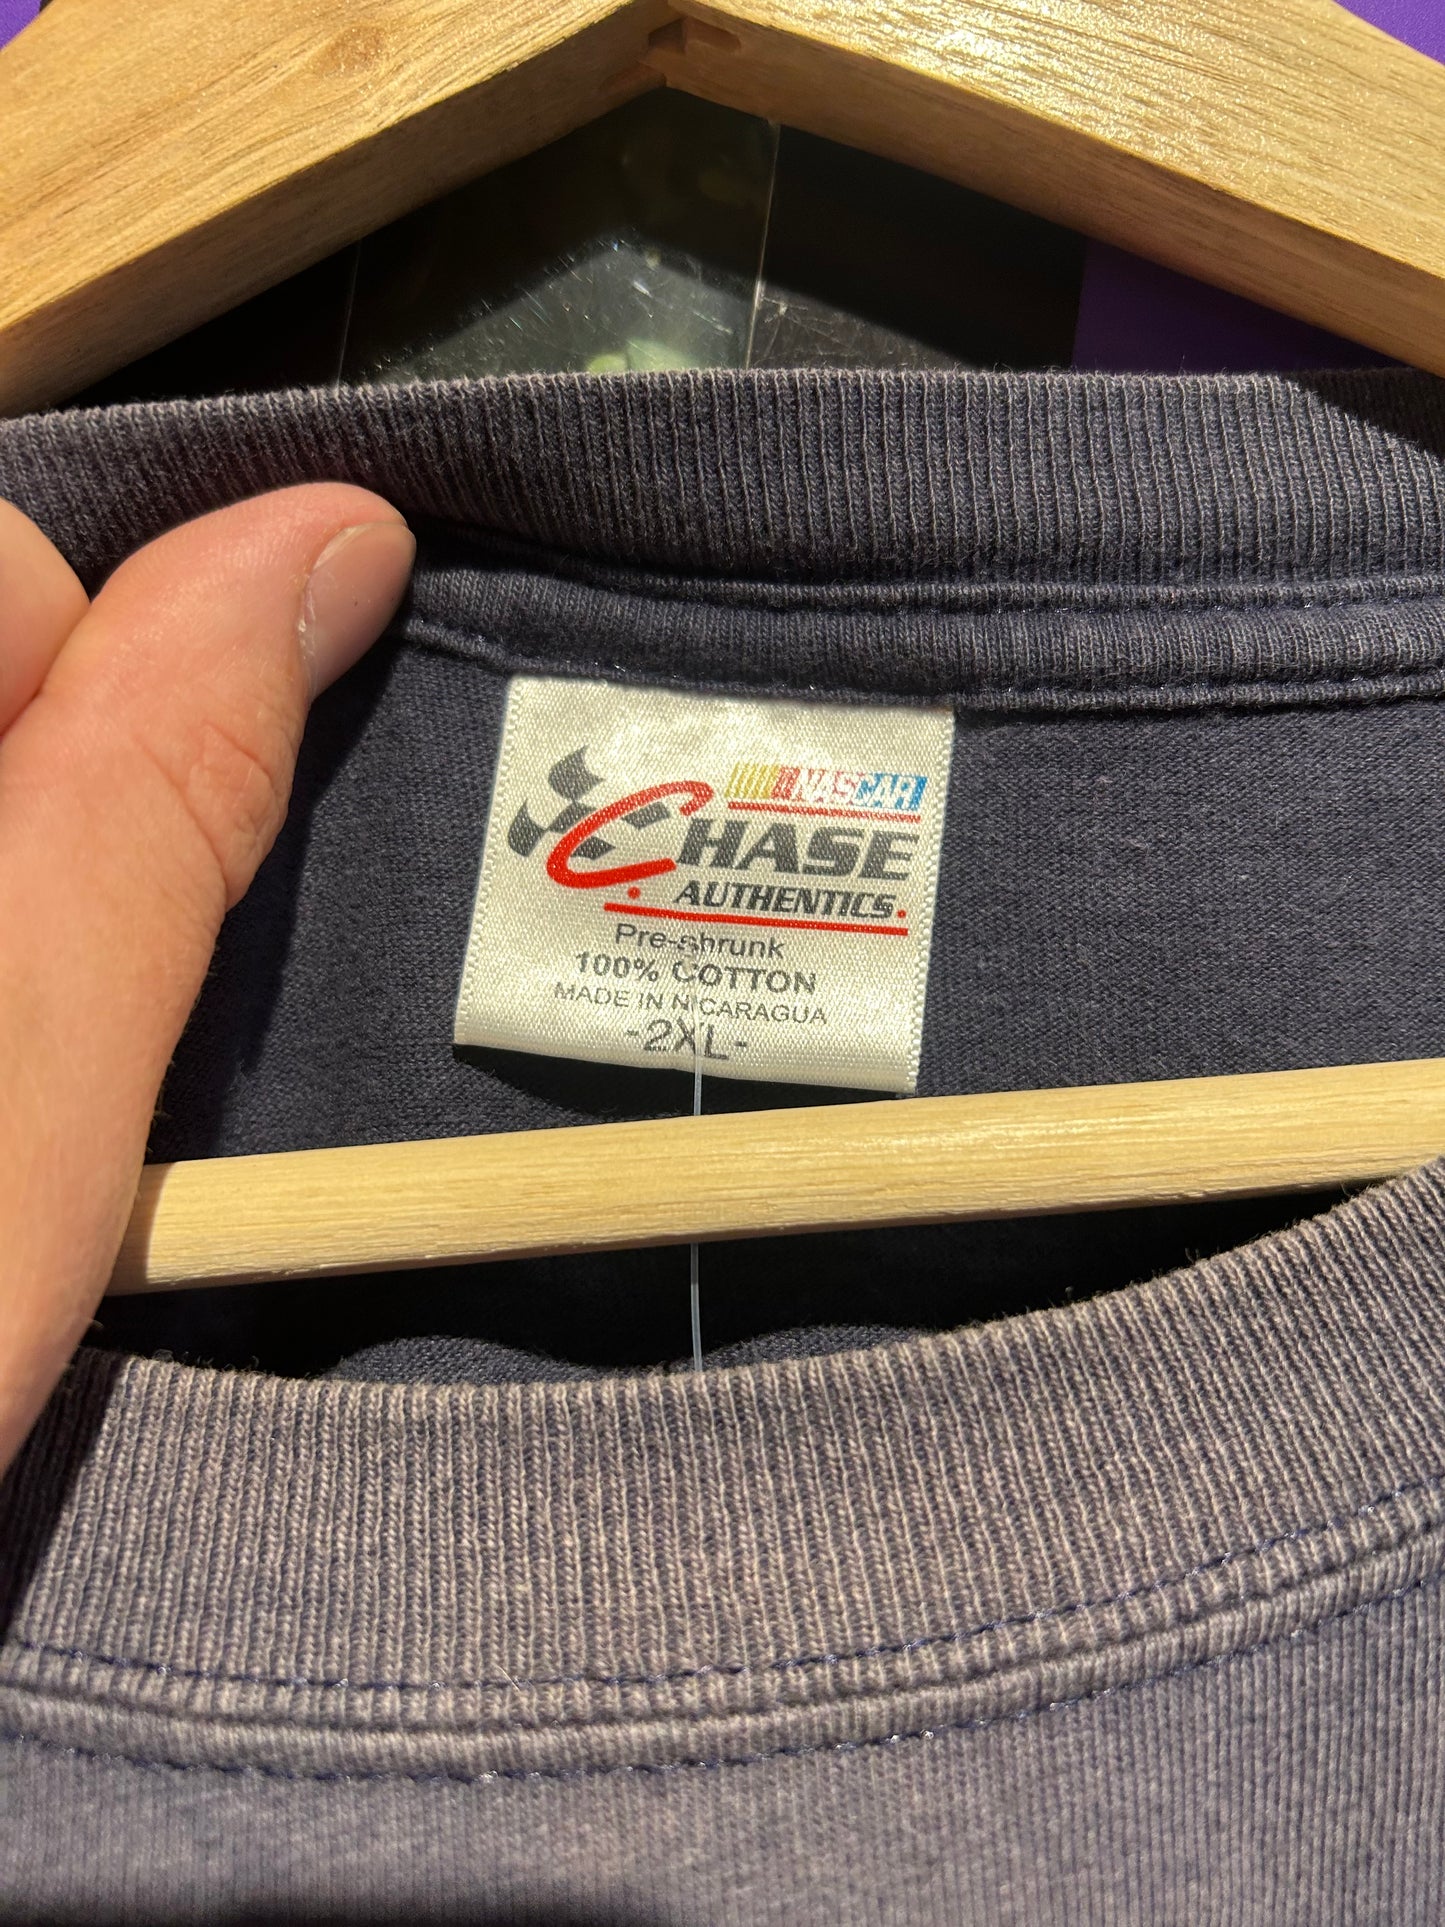 NASCAR
CHASE
AUTHENTICS.
Pre-shrunk
100% COTTON
MADE IN NICARAGUA
-2XL-